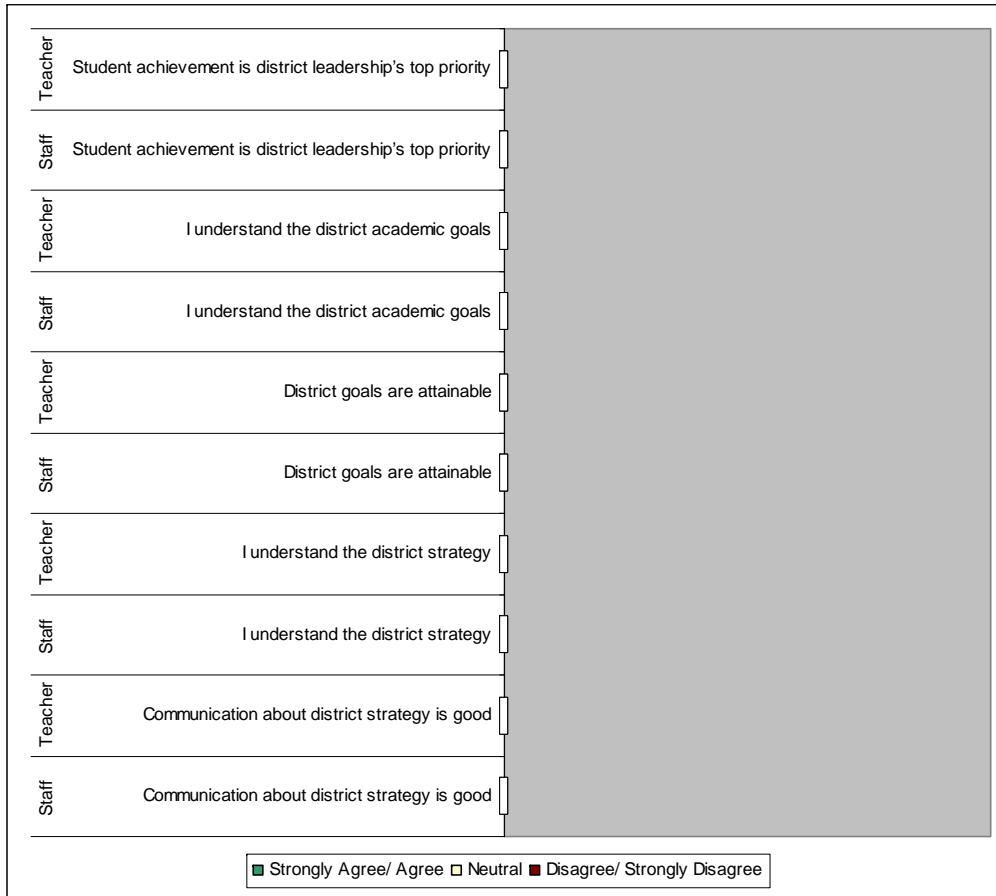 Teacher
Student achievement is district leadership’s top priority
Staff
Student achievement is district leadership’s top priority
Teacher
I understand the district academic goals
Staff
I understand the district academic goals
Teacher
District goals are attainable
Staff
District goals are attainable
Teacher
I understand the district strategy
Staff
I understand the district strategy
Teacher
Communication about district strategy is good
Staff
Communication about district strategy is good
Strongly Agree/ Agree Neutral Disagree/ Strongly Disagree